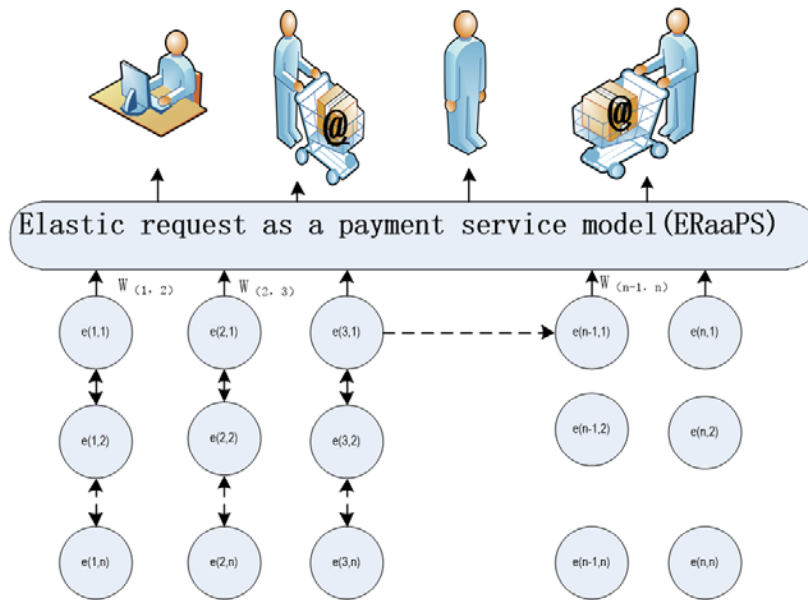 @ @
Elastic request as a payment service model(ERaaPS)
W (1, 2) W (2, 3) W (n-1, n)
e(1,1) e(2,1) e(3,1) e(n-1,1) e(n,1)
e(1,2) e(2,2) e(3,2) e(n-1,2) e(n,2)
e(1,n) e(2,n) e(3,n) e(n-1,n) e(n,n)